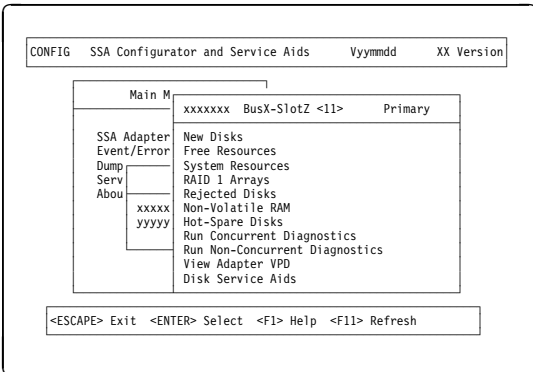 CONFIG SSA Configurator and Service Aids Vyymmdd XX Version
Main M
xxxxxxx BusX-SlotZ <11> Primary
SSA Adapter
Event/Error
Dump
Serv
Abou
xxxxx
yyyyy
New Disks
Free Resources
System Resources
RAID 1 Arrays
Rejected Disks
Non-Volatile RAM
Hot-Spare Disks
Run Concurrent Diagnostics
Run Non-Concurrent Diagnostics
View Adapter VPD
Disk Service Aids
<ESCAPE> Exit <ENTER> Select <F1> Help <F11> Refresh